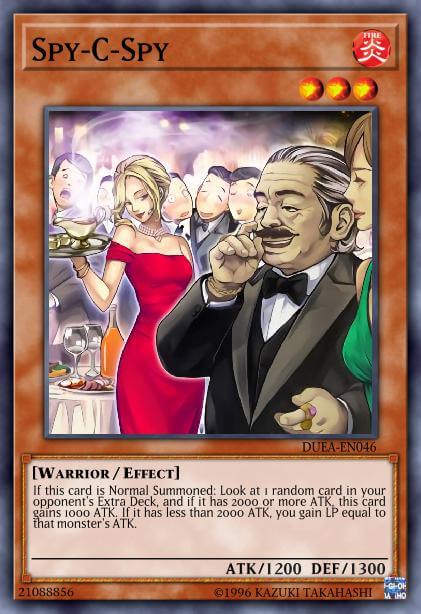 SPY-C-SPY
FIRE
炎
DUEA-EN046
[WARRIOR / EFFECT]
If this card is Normal Summoned: Look at 1 random card in your
opponent's Extra Deck, and if it has 2000 or more ATK, this card
gains 1000 ATK. If it has less than 2000 ATK, you gain LP equal to
that monster's ATK.
ATK/1200 DEF/1300
21088856
©1996 KAZUKI TAKAHASHI